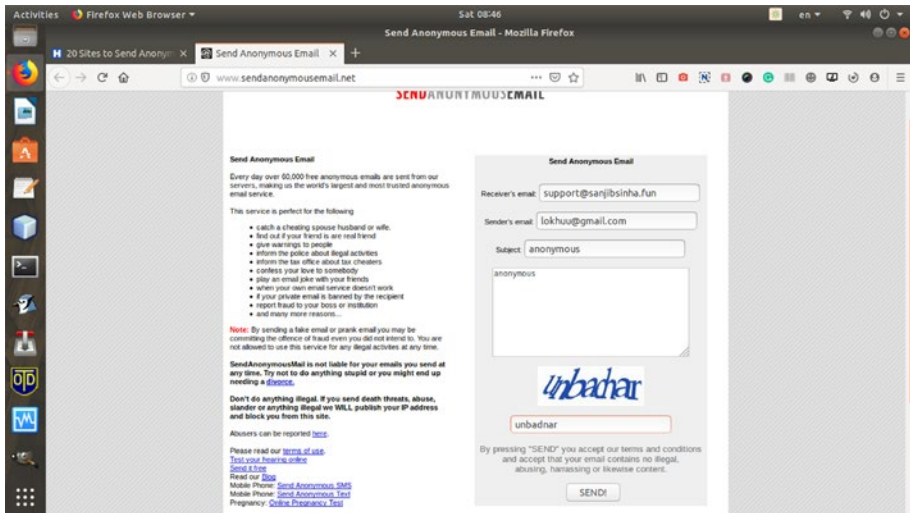 Activities
Firefox Web Browser
Sat 08:46
en
Send Anonymous Email - Mozilla Firefox
H 20 Sites to Send Anonym
Send Anonymous Email
www.sendanonymousemail.net
SENDANONYMOUSEMAIL
Send Anonymous Email
Every day over 60,000 free anonymous emails are sent from our
servers, making us the world's largest and most trusted anonymous
email service.
This service is perfect for the following
catch a cheating spouse husband or wife.
find out if your friend is are real friend
give warnings to people
inform the police about illegal activities
inform the tax office about tax cheaters
confess your love to somebody
play an email joke with your friends
when your own email service doesn't work
if your private email is banned by the recipient
report fraud to your boss or institution
and many more reasons...
Note: By sending a fake email or prank email you may be
committing the offence of fraud even you did not intend to. You are
not allowed to use this service for any illegal activites at any time.
SendAnonymousMail is not liable for your emails you send at
any time. Try not to do anything stupid or you might end up
needing a divorce.
Don't do anything illegal. If you send death threats, abuse,
slander or anything illegal we WILL publish your IP address
and block you from this site.
Abusers can be reported here.
Please read our terms of use.
Test your hearing online
Send it free
Read our Blog
Mobile Phone: Send Anonymous SMS
Mobile Phone: Send Anonymous Text
Pregnancy: Online Pregnancy Test
Send Anonymous Email
Receiver's email: support@sanjibsinha.fun
Sender's email: lokhuu@gmail.com
Subject: anonymous
anonymous
unbadnar
unbadnar
By pressing "SEND" you accept our terms and conditions
and accept that your email contains no illegal,
abusing, harrassing or likewise content.
SEND!